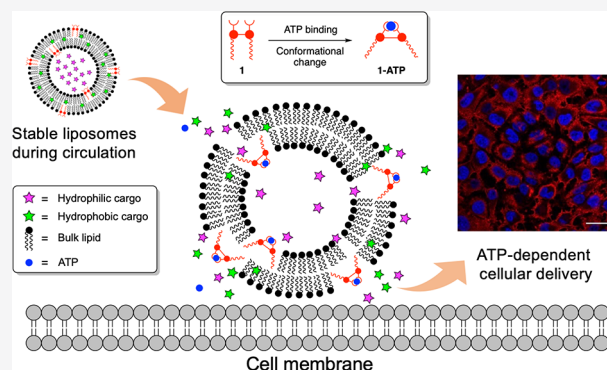 ATP binding
Conformational
change
1
1-ATP
Stable liposomes
during circulation
= Hydrophilic cargo
= Hydrophobic cargo
= Bulk lipid
= ATP
ATP-dependent
cellular delivery
Cell membrane